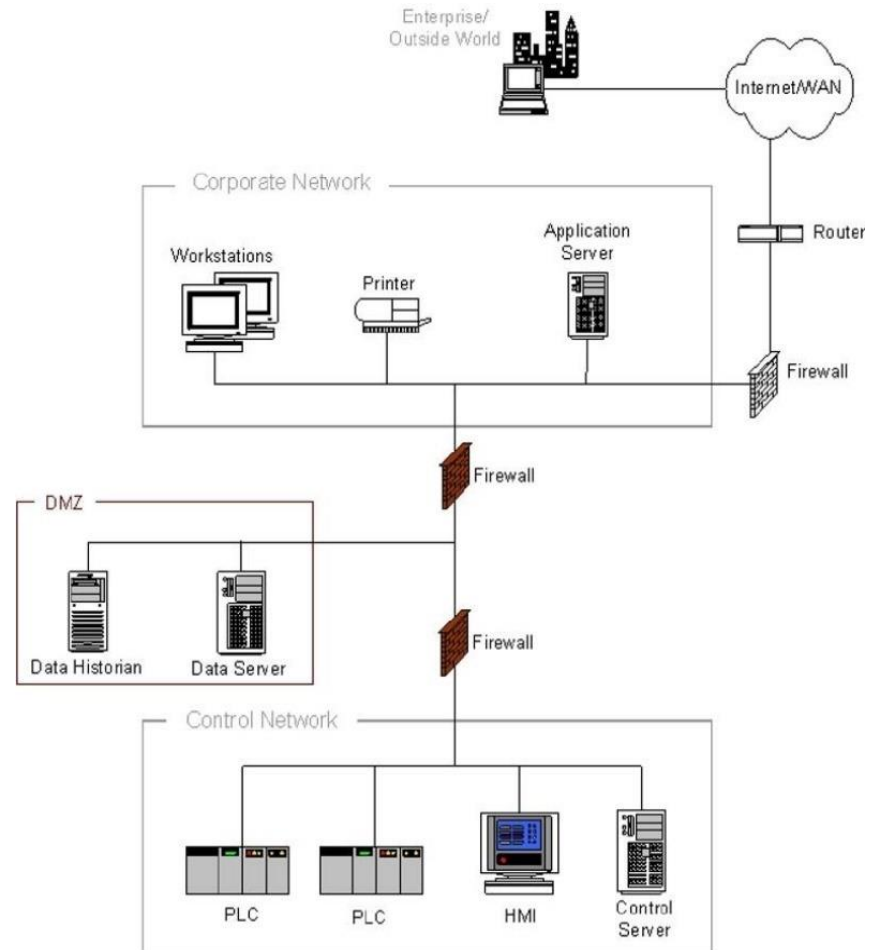 Enterprise/
Outside World
Internet/WAN
Corporate Network
Router
Workstations
Printer
Application
Server
Firewall
Firewall
DMZ
Data Historian
Data Server
Firewall
Control Network
PLC
PLC
HMI
Control
Server